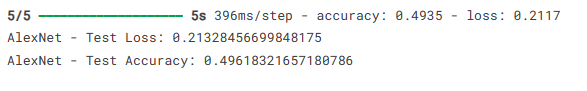 5/5 ━━━━━━━━━━━━━━━━━━━━ 5s 396ms/step - accuracy: 0.4935 - loss: 0.2117
AlexNet - Test Loss: 0.21328456699848175
AlexNet - Test Accuracy: 0.49618321657180786